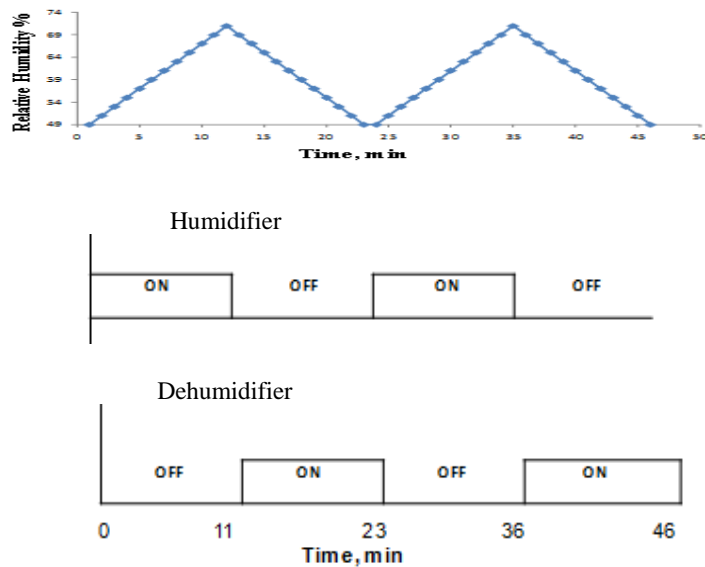 74
69
64
59
54
49
Relative Humidity %
0 5 10 15 20 25 30 35 40 45 50
Time, min
Humidifier
ON OFF ON OFF
Dehumidifier
OFF ON OFF ON
0 11 23 36 46
Time, min